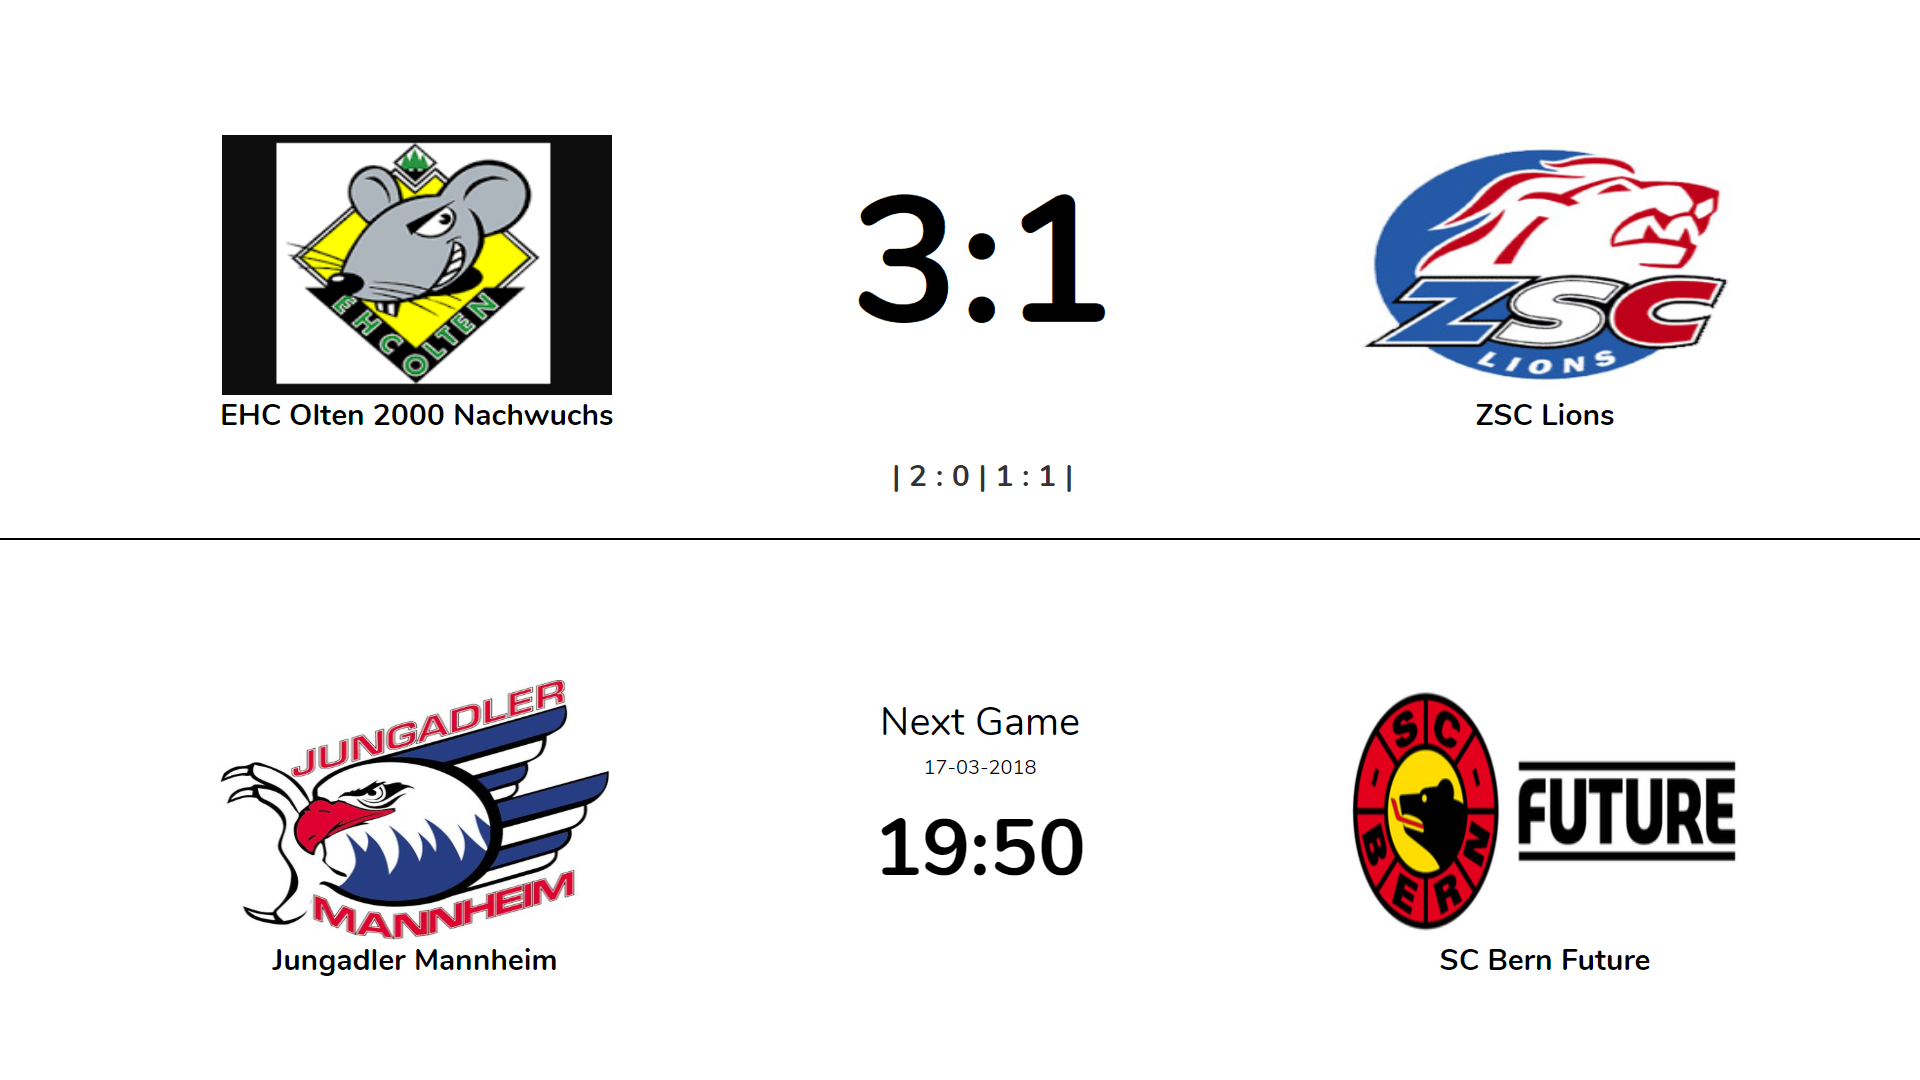 EHC OLTEN
3:1
ZSC
LIONS
EHC Olten 2000 Nachwuchs
ZSC Lions
| 2 : 0 | 1 : 1 |
JUNGADLER
MANNHEIM
Next Game
17-03-2018
19:50
SC
BERN
FUTURE
Jungadler Mannheim
SC Bern Future